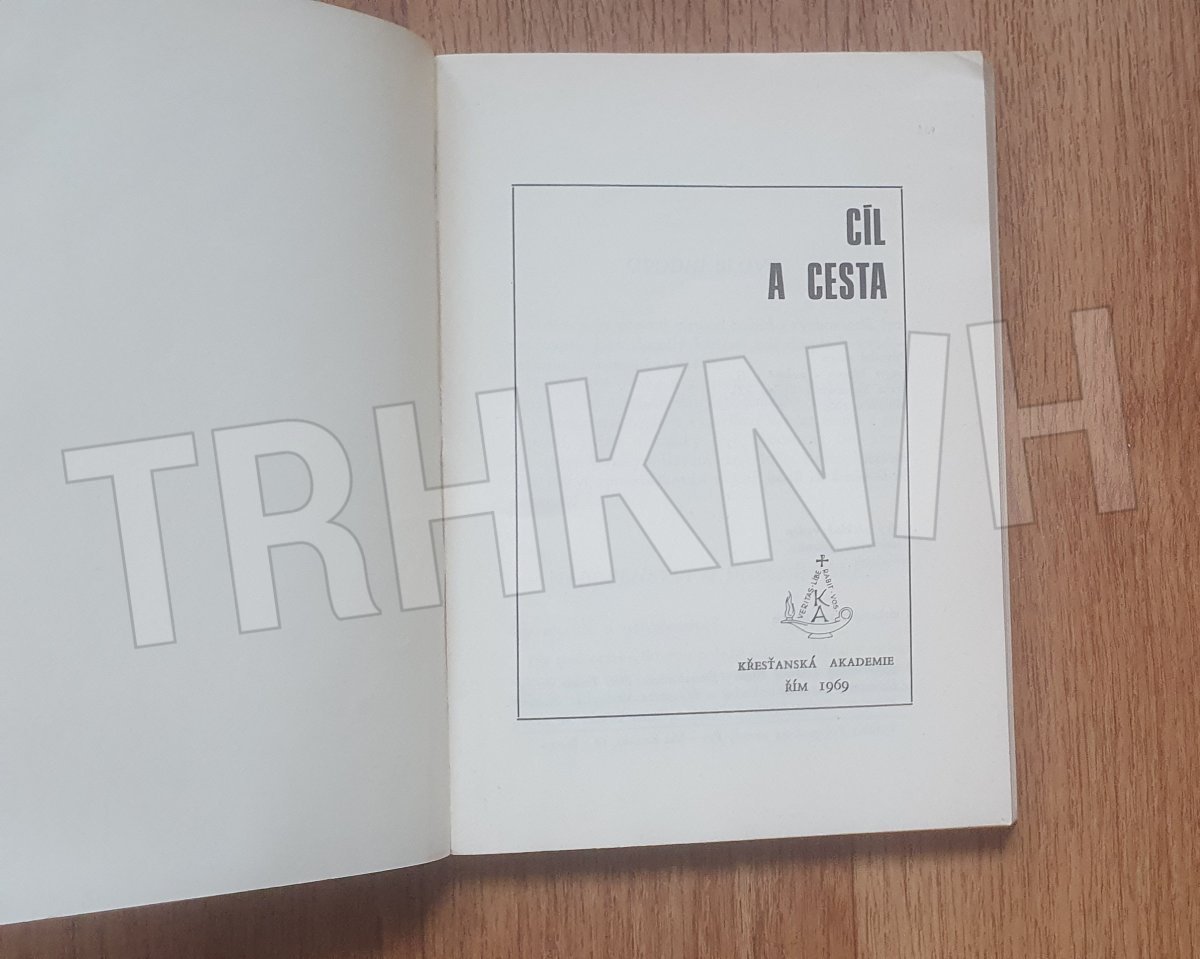 CÍL
A CESTA
TRHKNIH
VERITAS·LIBERABIT·VOS
KA
KŘESŤANSKÁ AKADEMIE
ŘÍM 1969